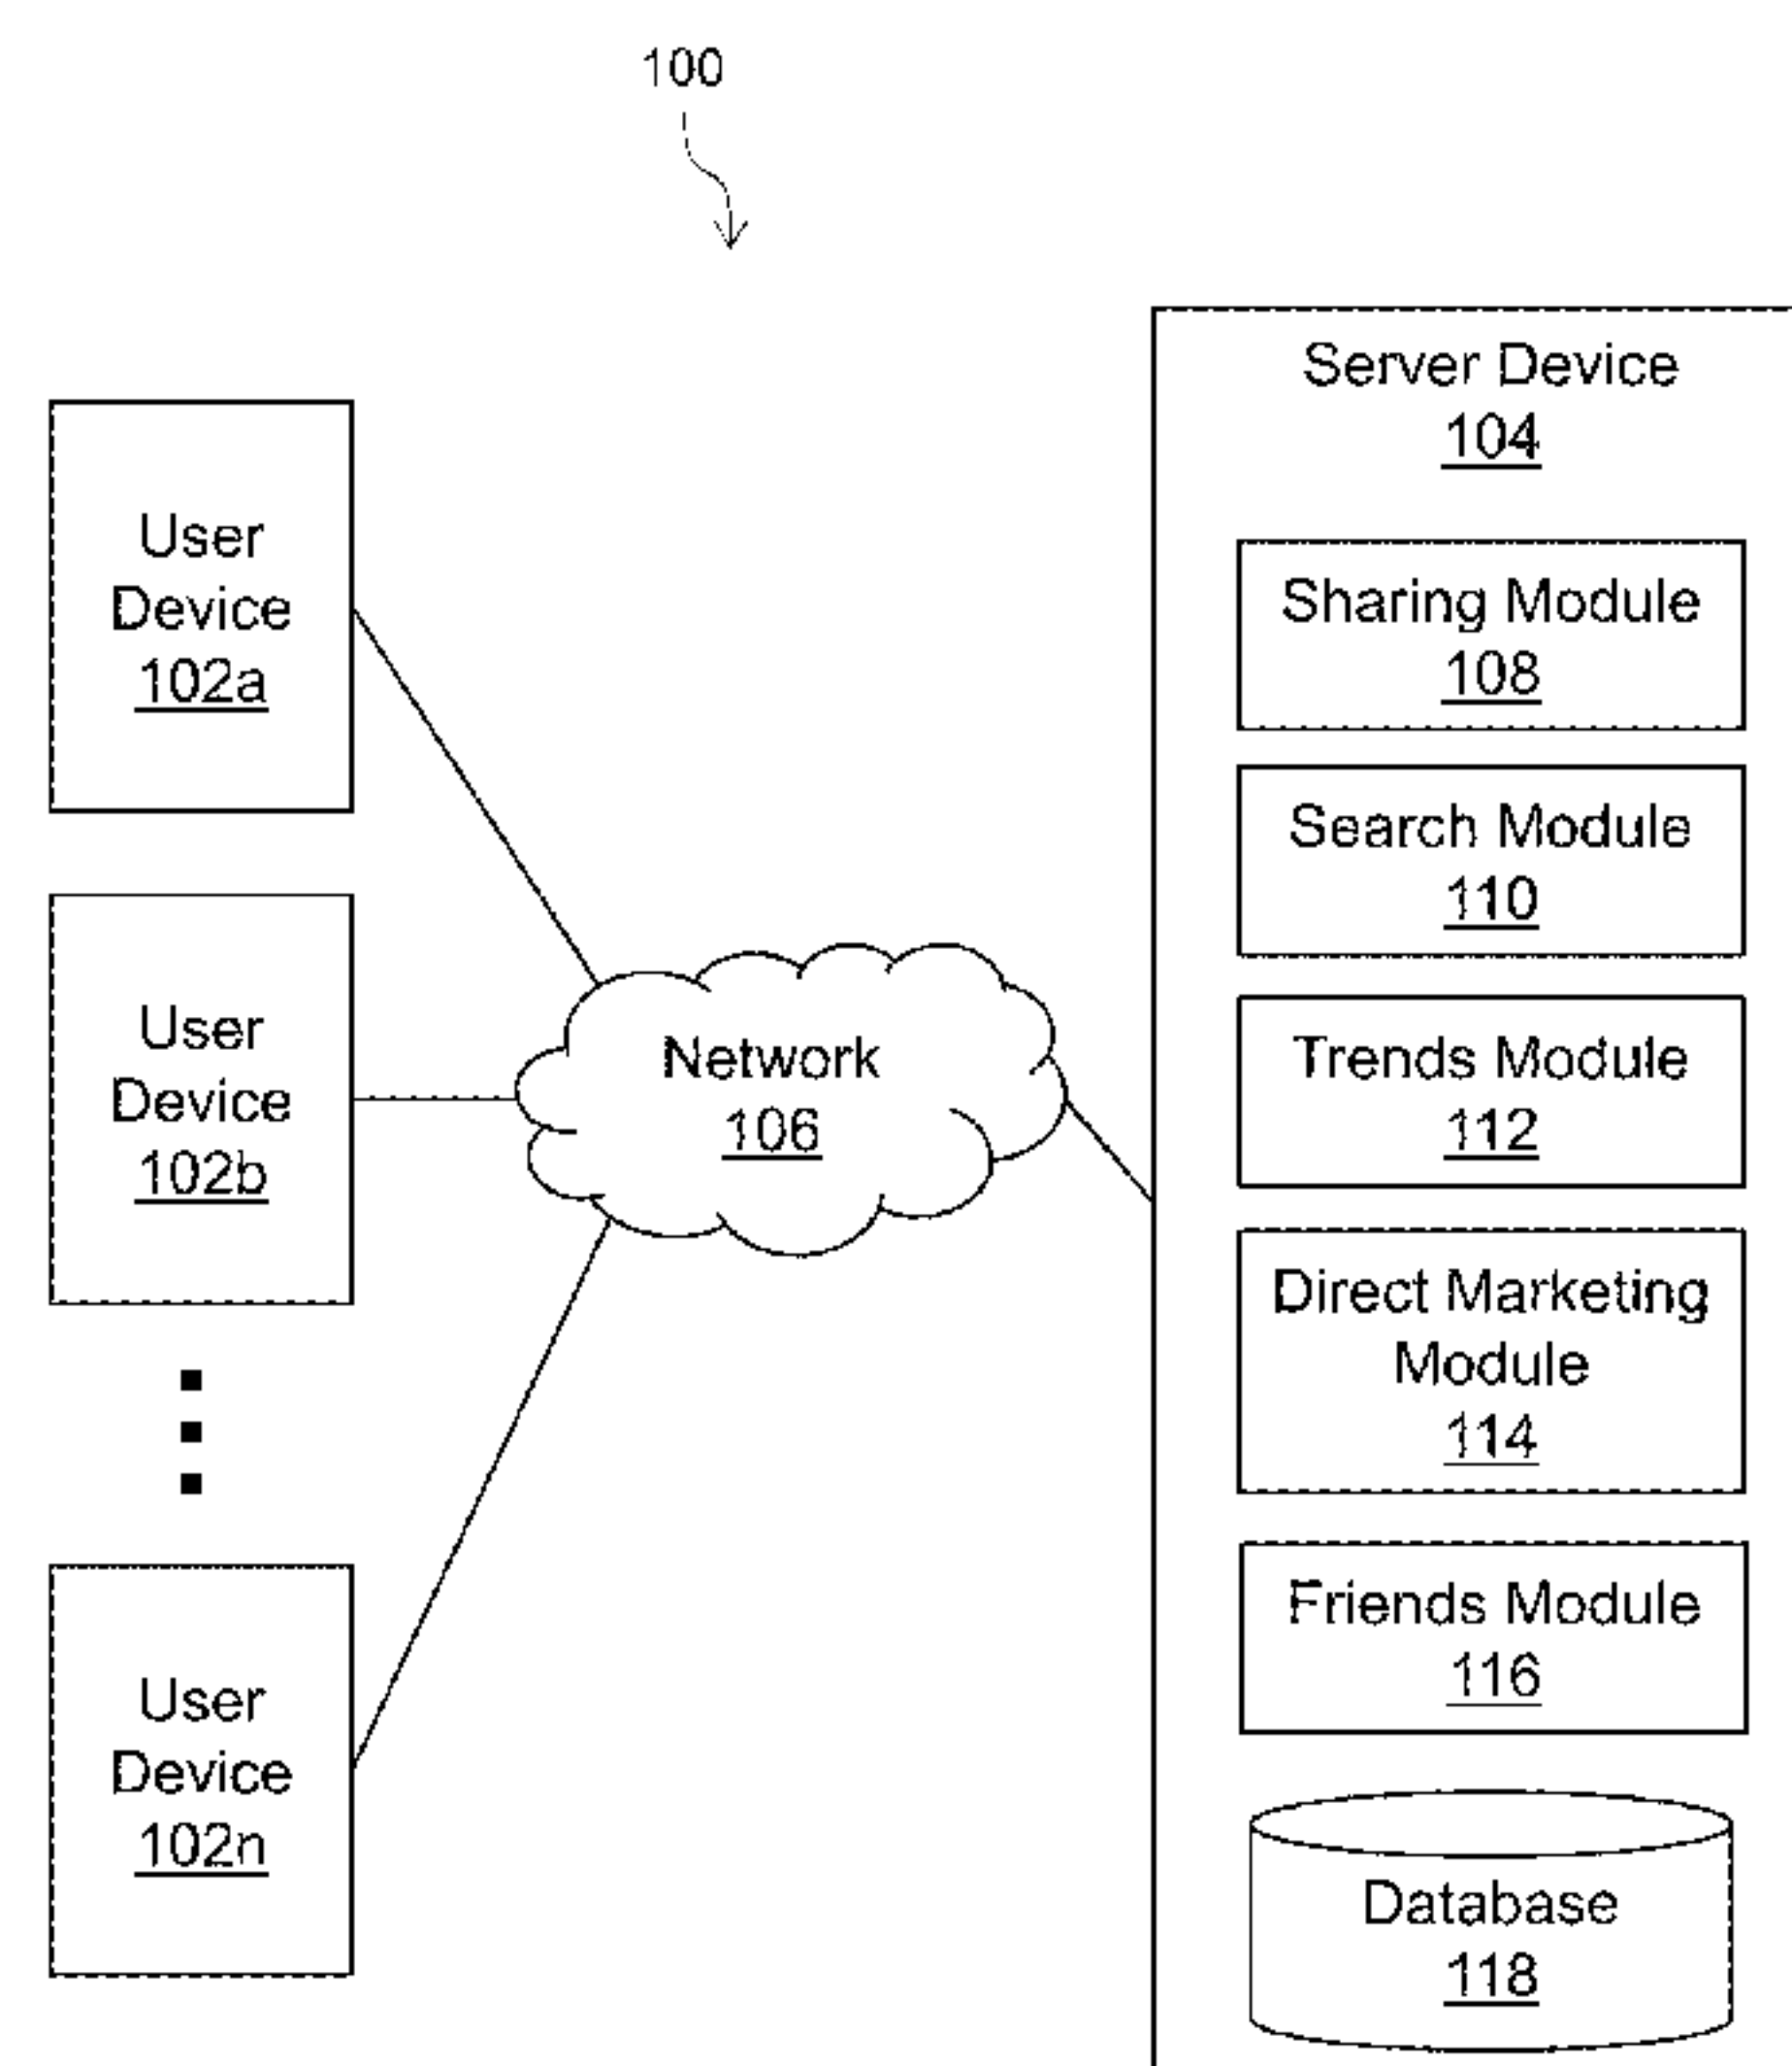 100
User
Device
102a
User
Device
102b
User
Device
102n
Network
106
Server Device
104
Sharing Module
108
Search Module
110
Trends Module
112
Direct Marketing
Module
114
Friends Module
116
Database
118